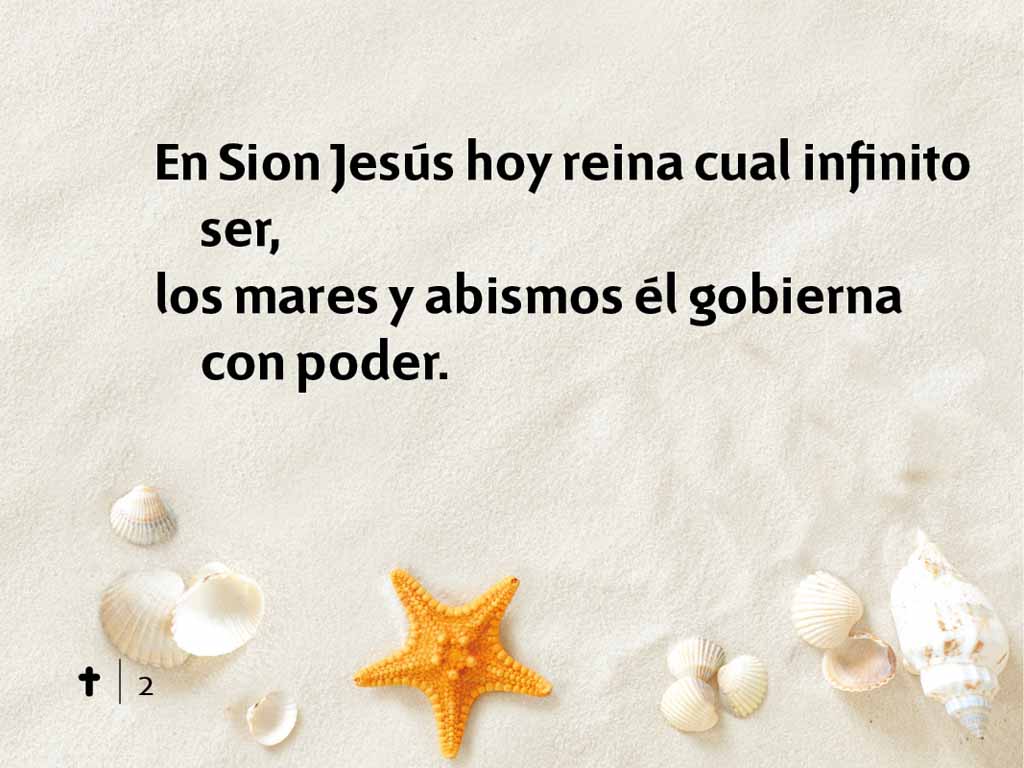 En Sion Jesús hoy reina cual infinito
ser,
los mares y abismos él gobierna
con poder.
2